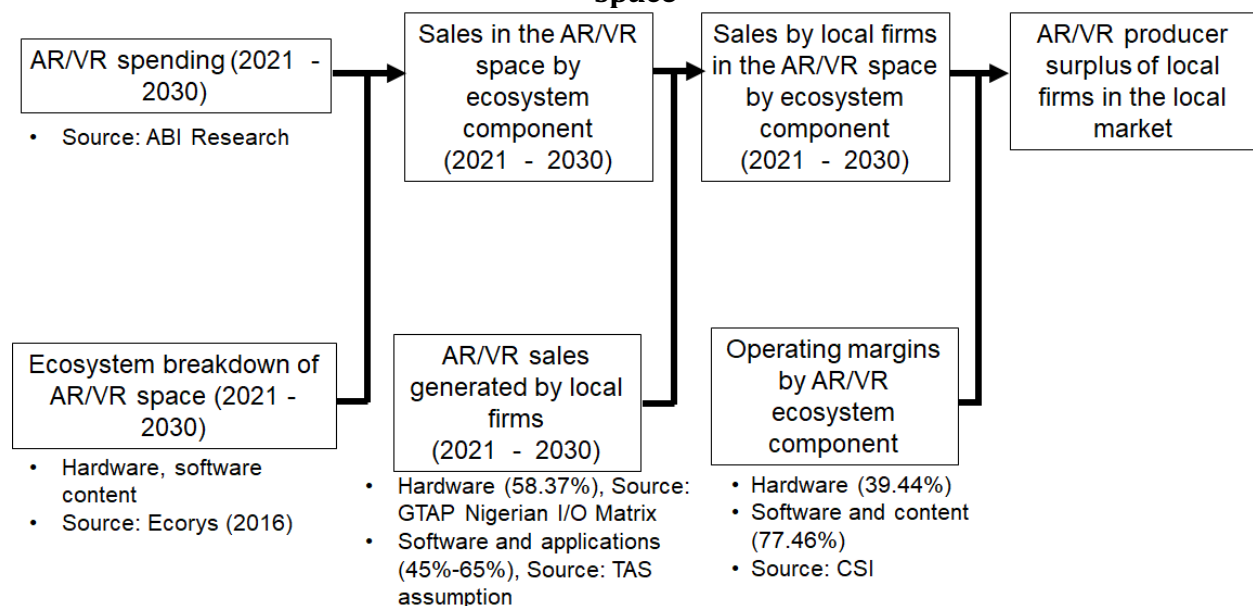 space
AR/VR spending (2021 -
2030)
• Source: ABI Research
Sales in the AR/VR
space by
ecosystem
component
(2021 - 2030)
Sales by local firms
in the AR/VR space
by ecosystem
component
(2021 - 2030)
AR/VR producer
surplus of local
firms in the local
market
Ecosystem breakdown of
AR/VR space (2021 -
2030)
• Hardware, software
content
• Source: Ecorys (2016)
AR/VR sales
generated by local
firms
(2021 - 2030)
• Hardware (58.37%), Source:
GTAP Nigerian I/O Matrix
• Software and applications
(45%-65%), Source: TAS
assumption
Operating margins
by AR/VR
ecosystem
component
• Hardware (39.44%)
• Software and content
(77.46%)
• Source: CSI